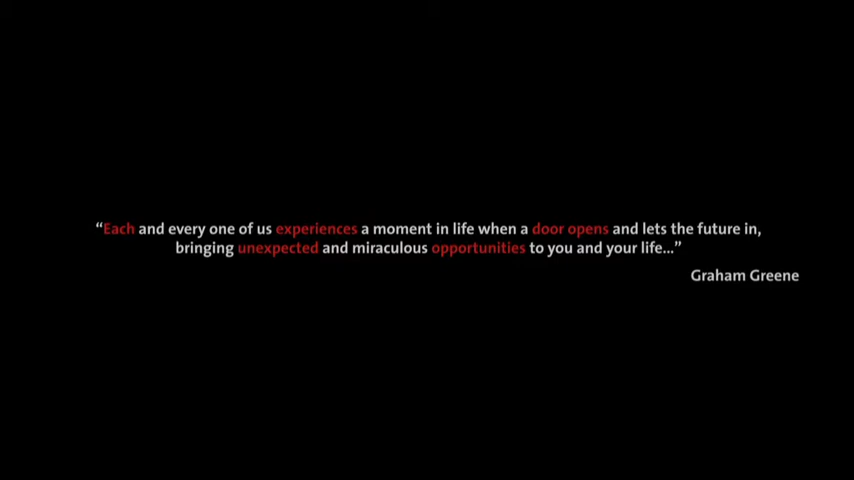 “Each and every one of us experiences a moment in life when a door opens and lets the future in,
bringing unexpected and miraculous opportunities to you and your life...”
Graham Greene